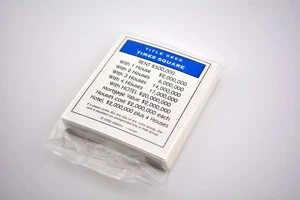 TITLE DEED
TIMES SQUARE
RENT $500,000
With 1 House $2,000,000
With 2 Houses 6,000,000
With 3 Houses 14,000,000
With 4 Houses 17,000,000
With HOTEL $20,000,000
Mortgage Value $2,000,000
Houses cost $2,000,000 each
Hotel, $2,000,000 plus 4 Houses